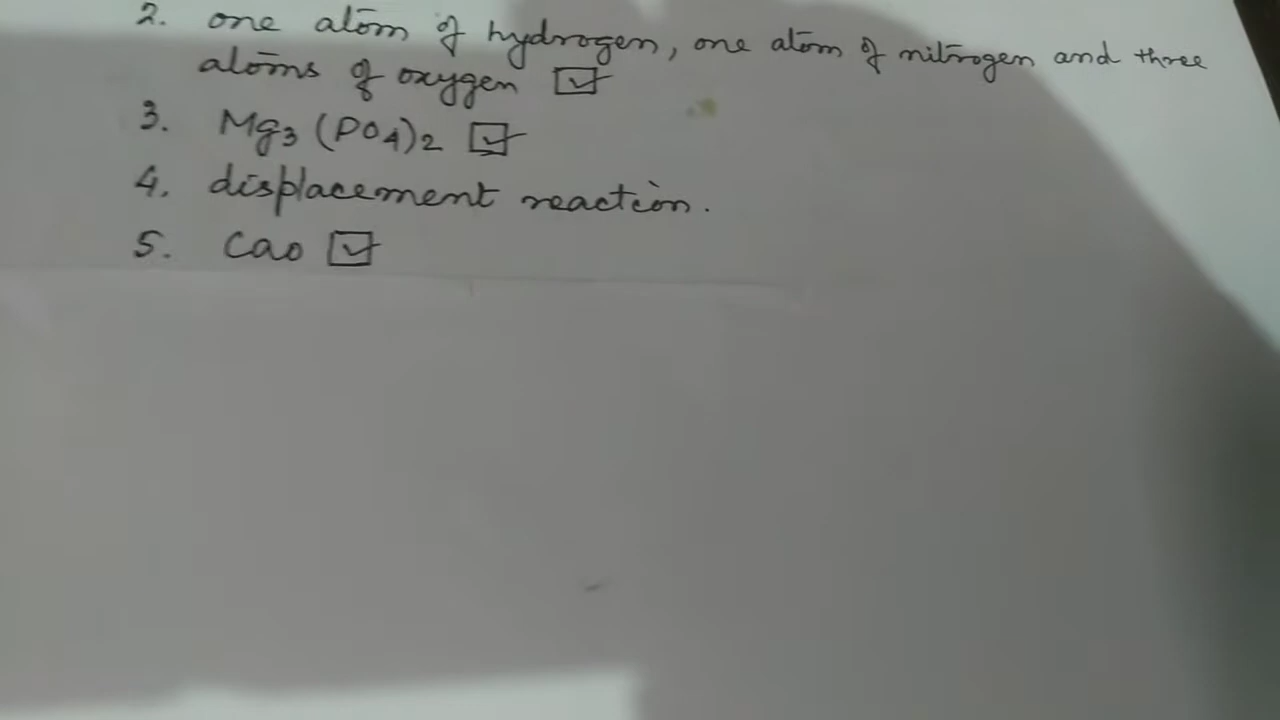 2. one atom of hydrogen, one atom of nitrogen and three
atoms of oxygen ☑
3. Mg3 (PO4)2 ☑
4. displacement reaction.
5. Cao ☑